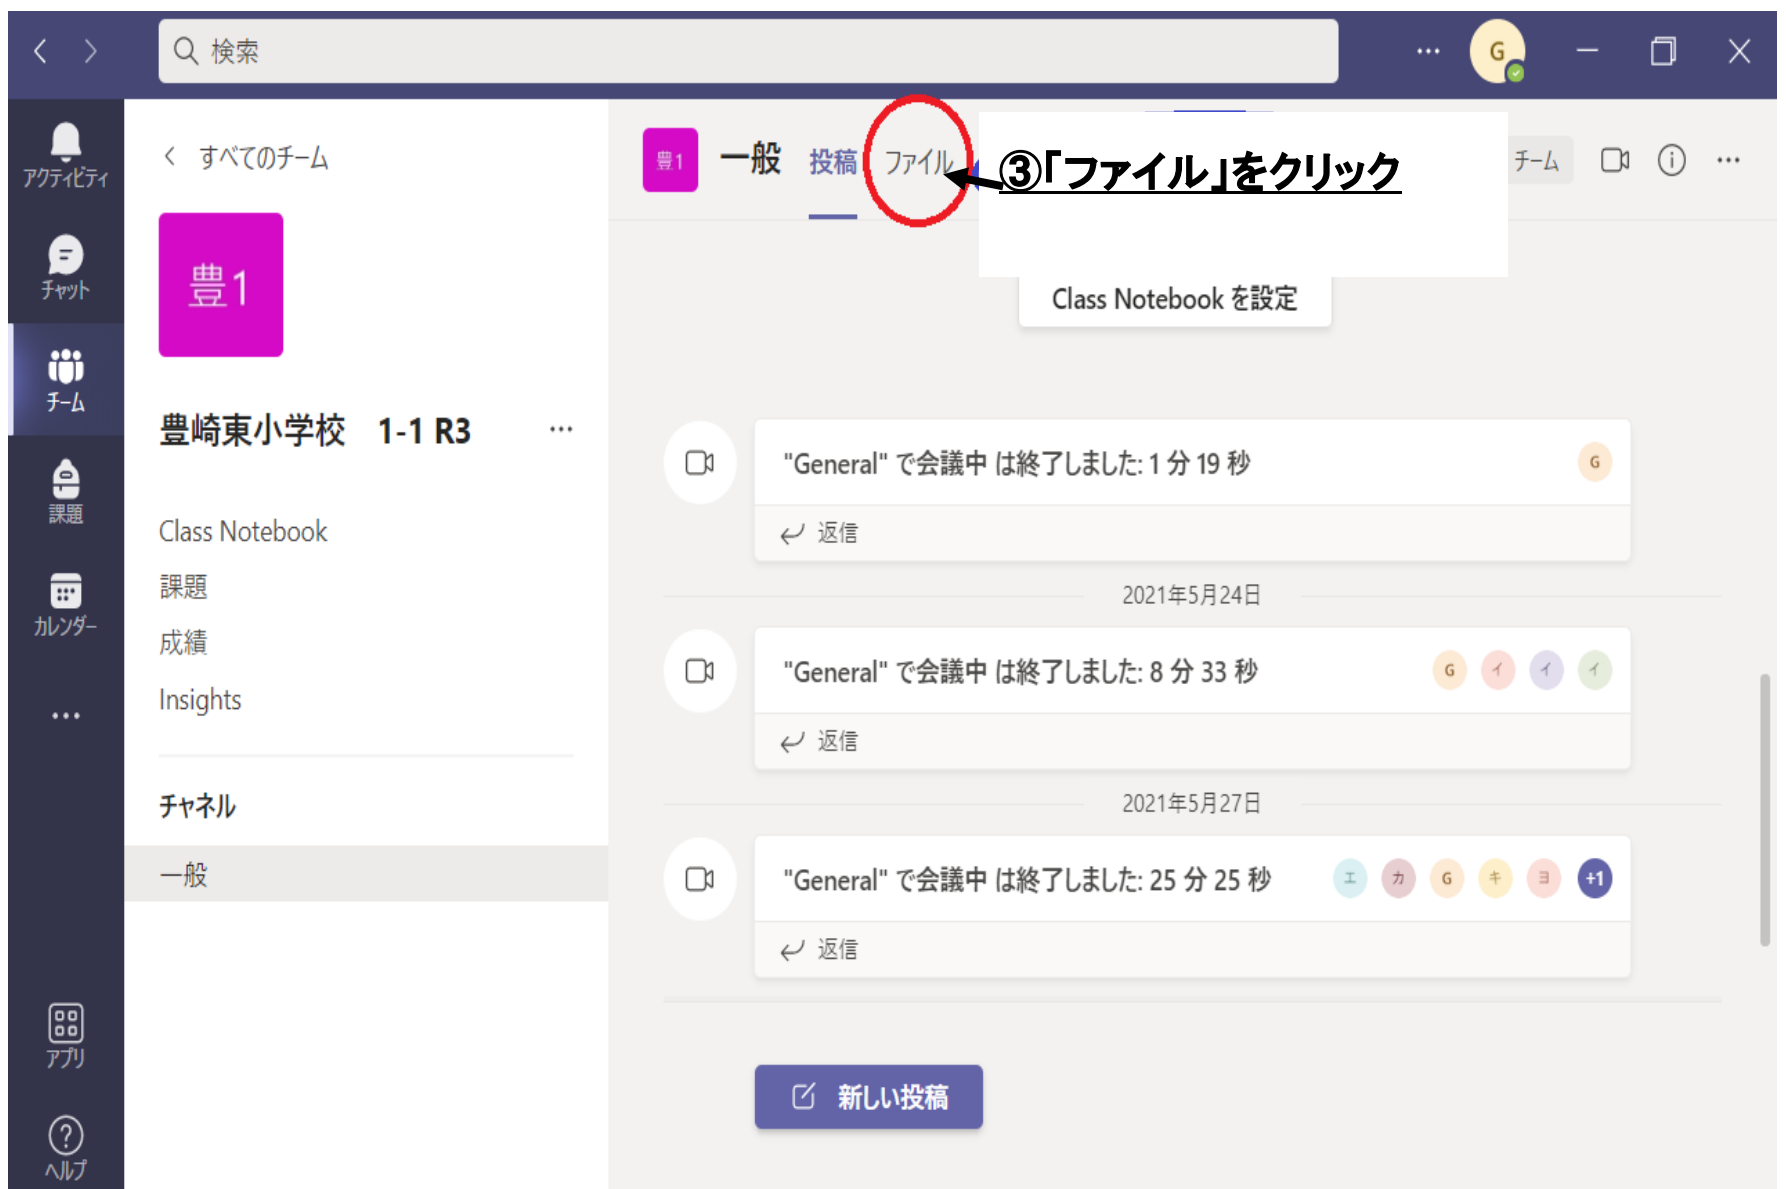 検索
G
アクティビティ
チャット
チーム
課題
カレンダー
アプリ
ヘルプ
すべてのチーム
豊1
豊崎東小学校　1-1 R3
Class Notebook
課題
成績
Insights
チャネル
一般
豊1 一般 投稿 ファイル
③「ファイル」をクリック
チーム
Class Notebook を設定
"General" で会議中 は終了しました: 1 分 19 秒 G
返信
2021年5月24日
"General" で会議中 は終了しました: 8 分 33 秒 G イ イ イ
返信
2021年5月27日
"General" で会議中 は終了しました: 25 分 25 秒 エ カ G キ ヨ +1
返信
新しい投稿